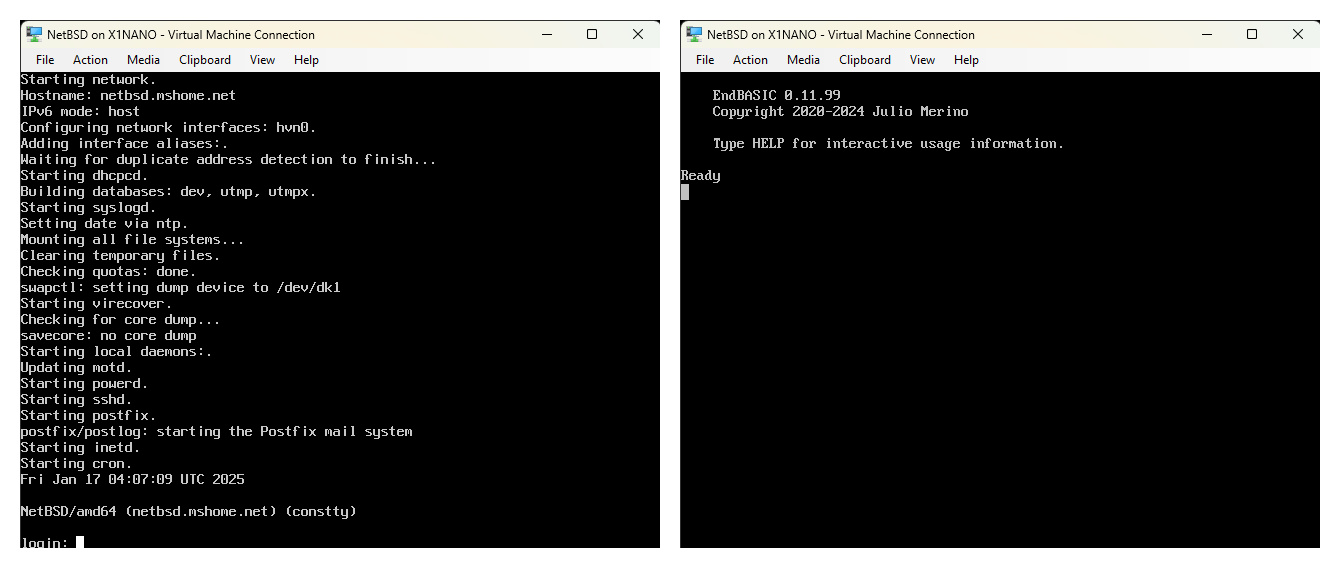 NetBSD on X1NANO - Virtual Machine Connection
File Action Media Clipboard View Help
Starting network.
Hostname: netbsd.mshome.net
IPv6 mode: host
Configuring network interfaces: hvn0.
Adding interface aliases:.
Waiting for duplicate address detection to finish...
Starting dhcpcd.
Building databases: dev, utmp, utmpx.
Starting syslogd.
Setting date via ntp.
Mounting all file systems...
Clearing temporary files.
Checking quotas: done.
swapctl: setting dump device to /dev/dk1
Starting virecover.
Checking for core dump...
savecore: no core dump
Starting local daemons:.
Updating motd.
Starting powerd.
Starting sshd.
Starting postfix.
postfix/postlog: starting the Postfix mail system
Starting inetd.
Starting cron.
Fri Jan 17 04:07:09 UTC 2025
NetBSD/amd64 (netbsd.mshome.net) (constty)
login:
NetBSD on X1NANO - Virtual Machine Connection
File Action Media Clipboard View Help
EndBASIC 0.11.99
Copyright 2020-2024 Julio Merino
Type HELP for interactive usage information.
Ready